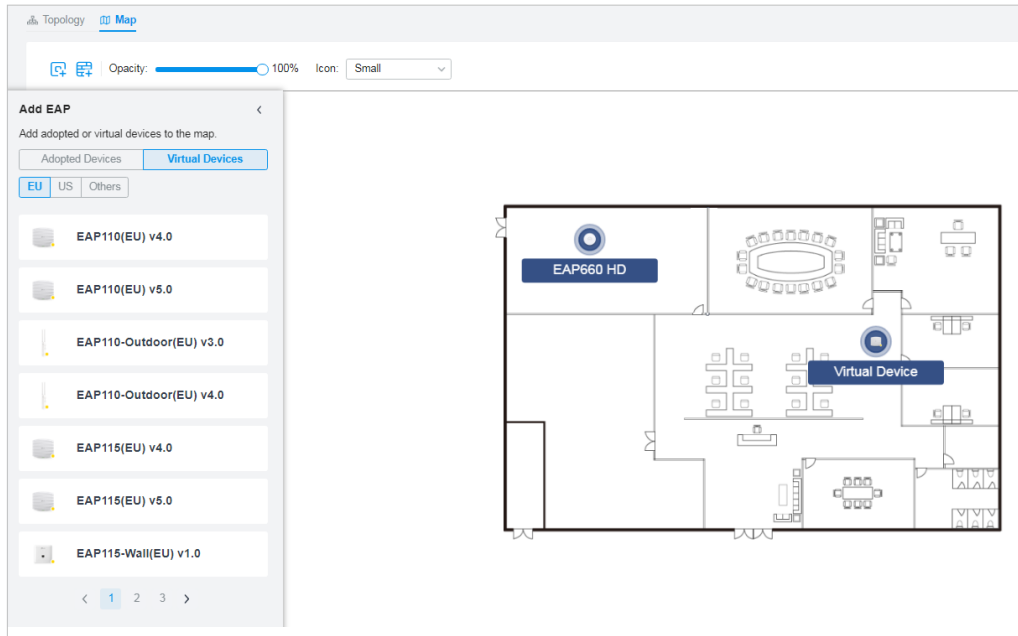 Topology Map
Opacity: 100% Icon: Small
Add EAP
Add adopted or virtual devices to the map.
Adopted Devices Virtual Devices
EU US Others
EAP110(EU) v4.0
EAP110(EU) v5.0
EAP110-Outdoor(EU) v3.0
EAP110-Outdoor(EU) v4.0
EAP115(EU) v4.0
EAP115(EU) v5.0
EAP115-Wall(EU) v1.0
1 2 3
EAP660 HD
Virtual Device